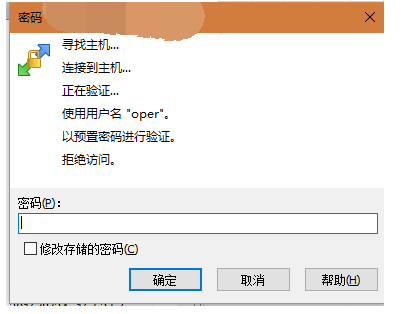 密码
寻找主机...
连接到主机...
正在验证...
使用用户名 "oper"。
以预置密码进行验证。
拒绝访问。
密码(P)：
修改存储的密码(C)
确定 取消 帮助(H)